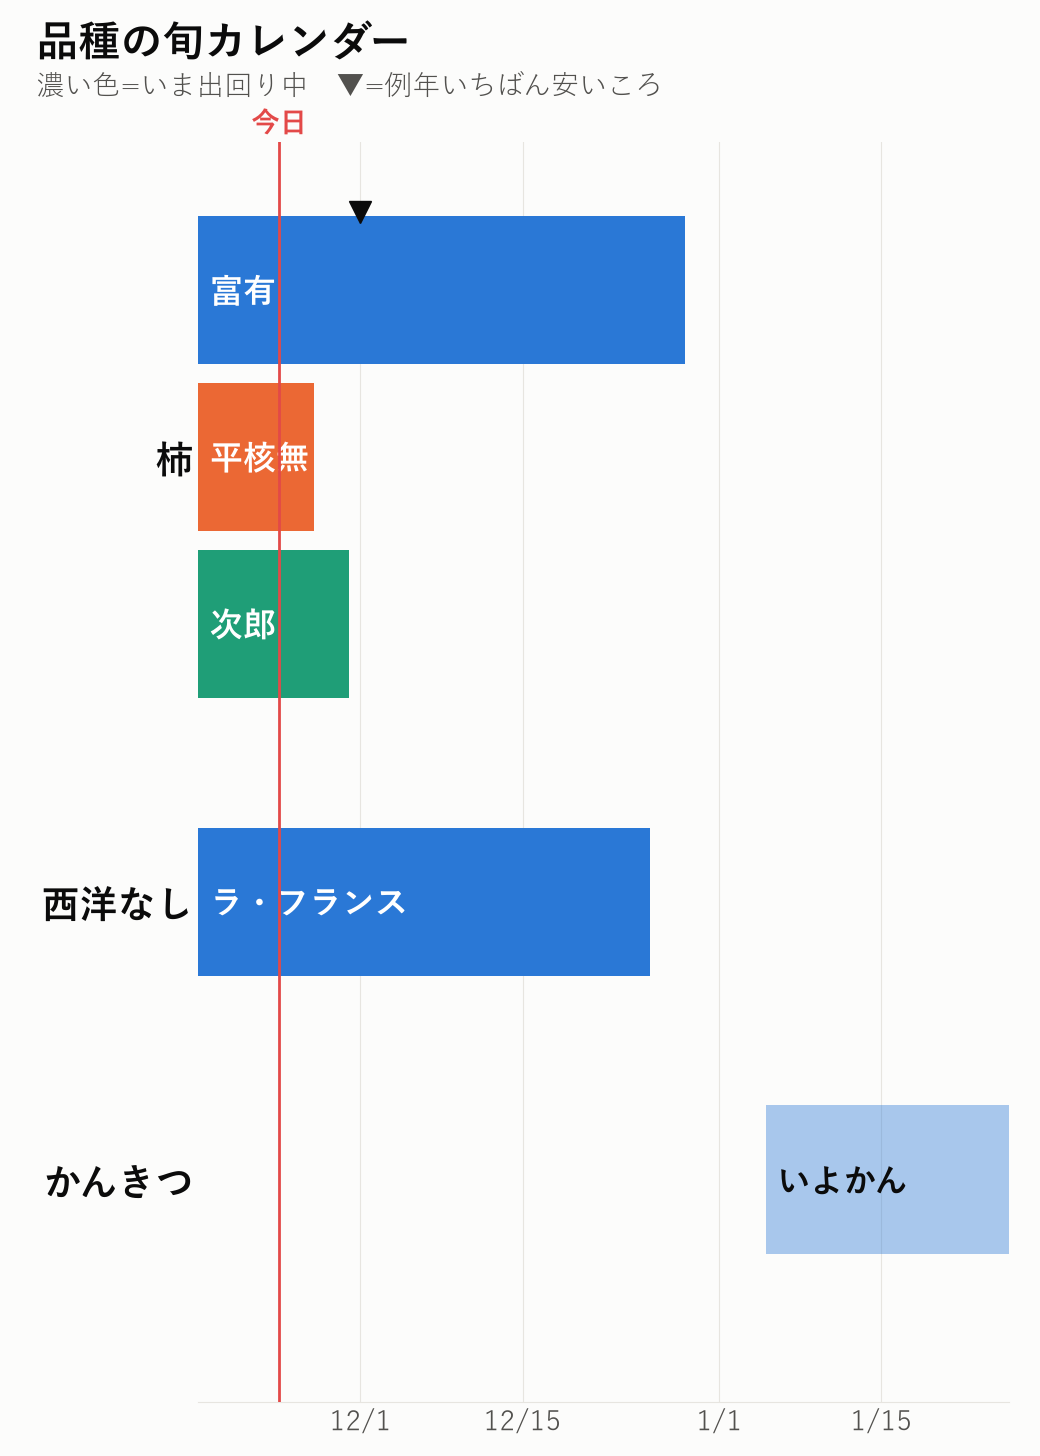 品種の旬カレンダー
濃い色=いま出回り中　▼=例年いちばん安いころ
今日
▼
富有
柿
平核無
次郎
西洋なし
ラ・フランス
かんきつ
いよかん
12/1
12/15
1/1
1/15